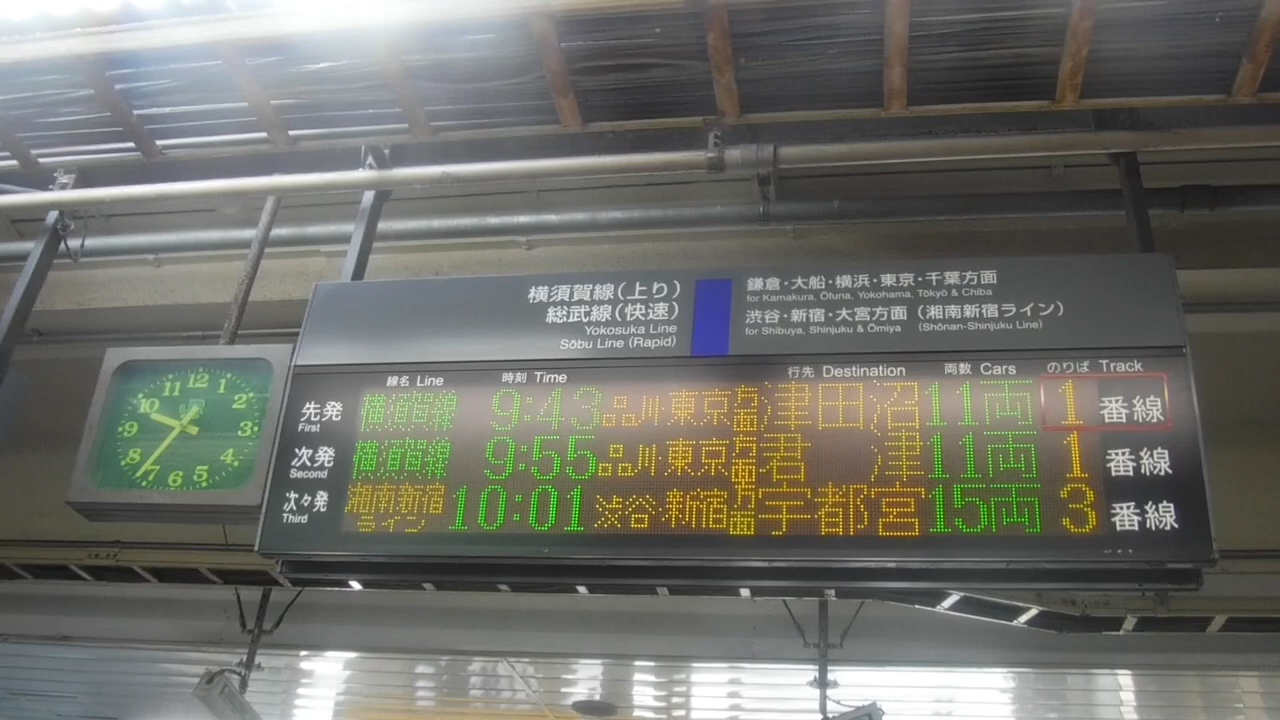 横須賀線(上り)
総武線(快速)
Yokosuka Line
Sōbu Line (Rapid)
鎌倉・大船・横浜・東京・千葉方面
for Kamakura, Ōfuna, Yokohama, Tōkyō & Chiba
渋谷・新宿・大宮方面(湘南新宿ライン)
for Shibuya, Shinjuku & Ōmiya (Shōnan-Shinjuku Line)
線名 Line 時刻 Time 行先 Destination 両数 Cars のりば Track
先発 横須賀線 9:43 品川・東京方面 津田沼 11両 1 番線
First
次発 横須賀線 9:55 品川・東京方面 君津 11両 1 番線
Second
次々発 湘南新宿ライン 10:01 渋谷・新宿方面 宇都宮 15両 3 番線
Third
12 1 2 3 4 5 6 7 8 9 10 11